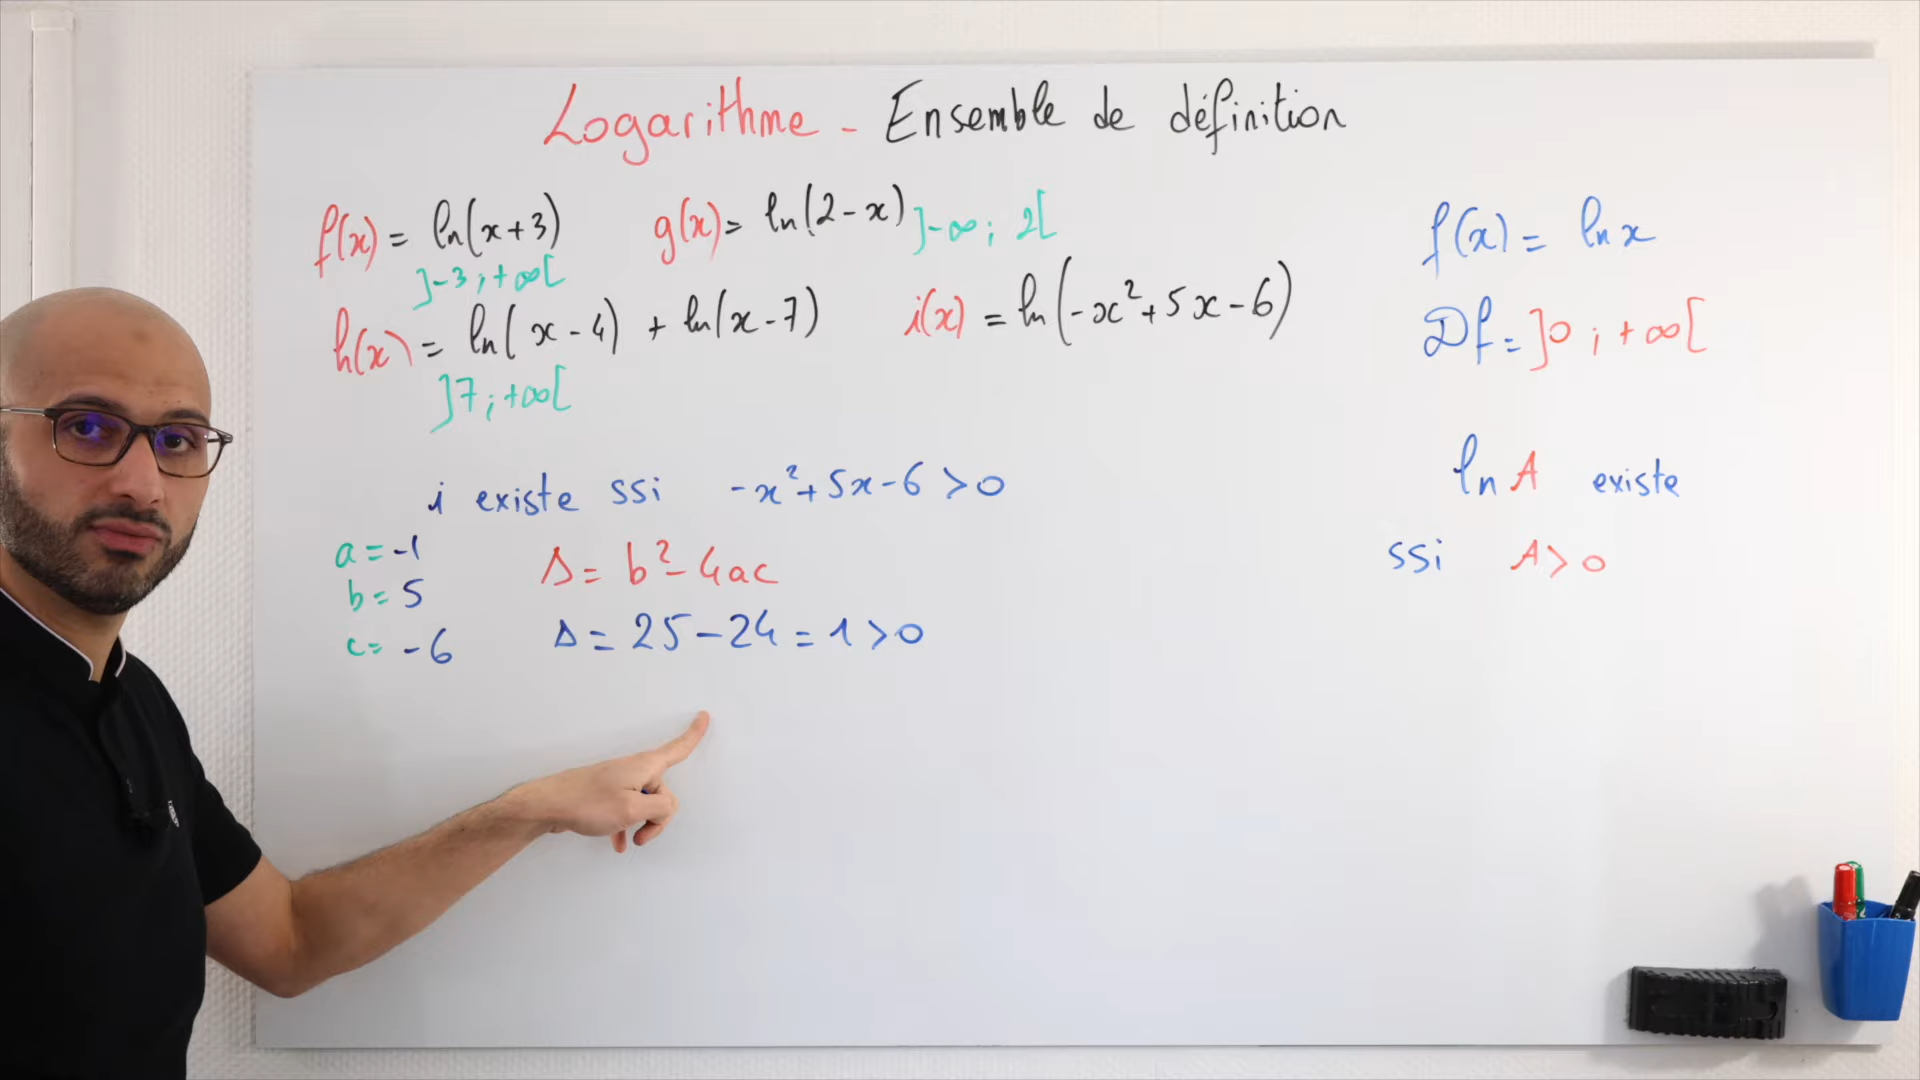 Logarithme - Ensemble de définition
f(x) = ln(x+3)
]-3 ; +∞[
g(x) = ln(2-x)
]-∞ ; 2[
h(x) = ln(x-4) + ln(x-7)
]7 ; +∞[
i(x) = ln(-x²+5x-6)
i existe ssi -x²+5x-6 > 0
a = -1
b = 5
c = -6
Δ = b²-4ac
Δ = 25-24 = 1 > 0
f(x) = ln x
Df = ]0 ; +∞[
ln A existe
ssi A > 0